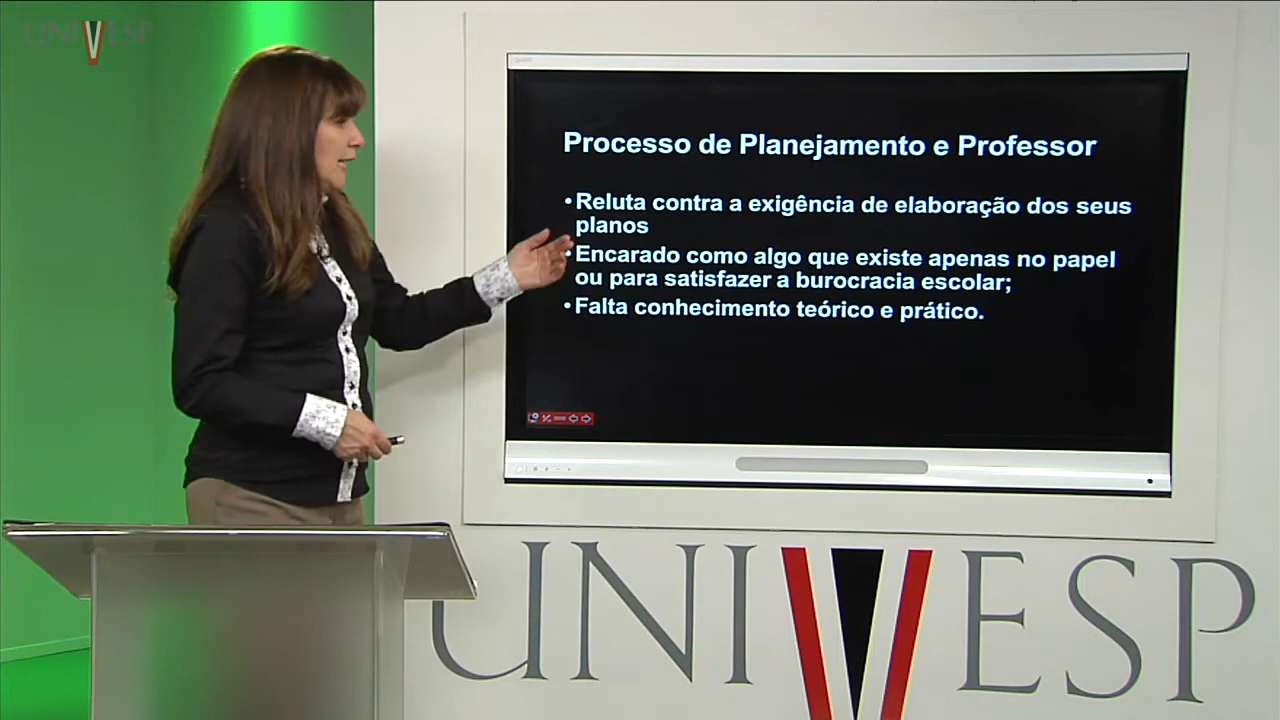 UNIVESP
Processo de Planejamento e Professor
• Reluta contra a exigência de elaboração dos seus
planos
• Encarado como algo que existe apenas no papel
ou para satisfazer a burocracia escolar;
• Falta conhecimento teórico e prático.
UNIVESP